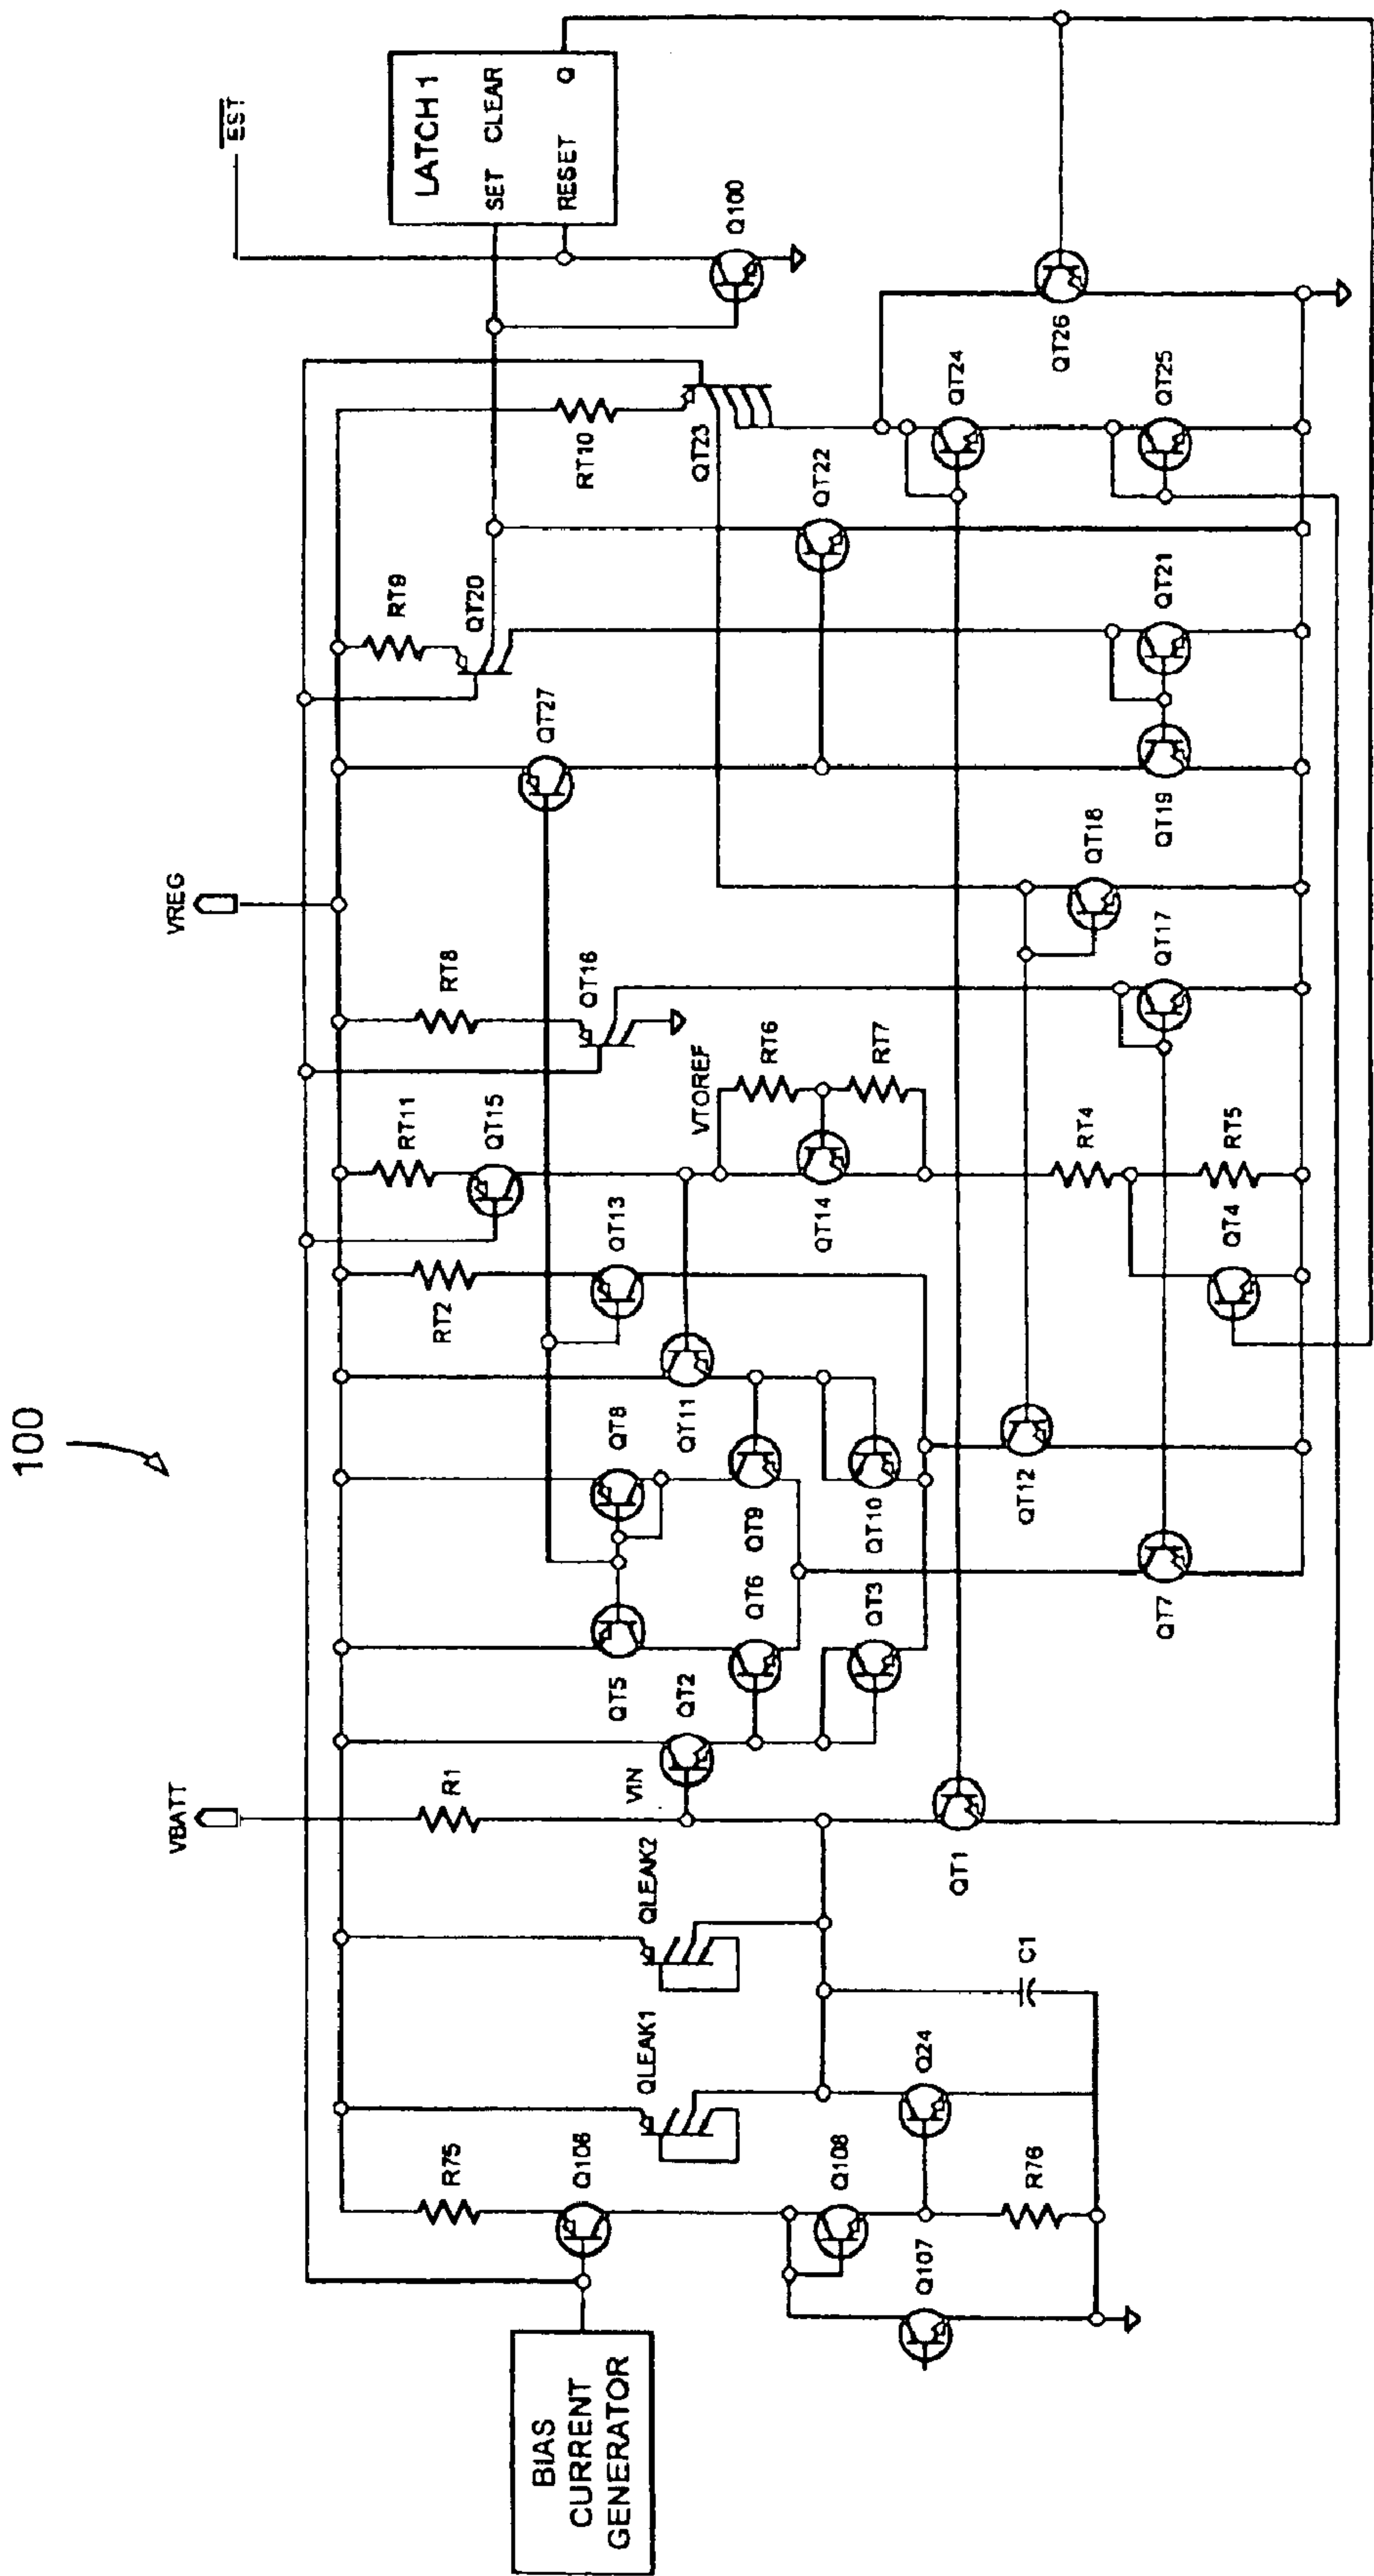 100
VBATT
VREG
EST
BIAS
CURRENT
GENERATOR
R75
Q106
Q107
Q108
R76
Q24
QLEAK1
QLEAK2
C1
R1
VIN
QT1
QT2
QT3
QT5
QT6
QT7
QT8
QT9
QT10
QT11
QT12
RT2
QT13
RT11
QT15
VTOREF
QT14
RT6
RT7
RT4
RT5
QT4
RT8
QT16
QT17
QT18
QT27
QT19
QT21
RT9
QT20
QT22
RT10
QT23
QT24
QT25
QT26
Q100
LATCH 1
SET CLEAR
RESET Q